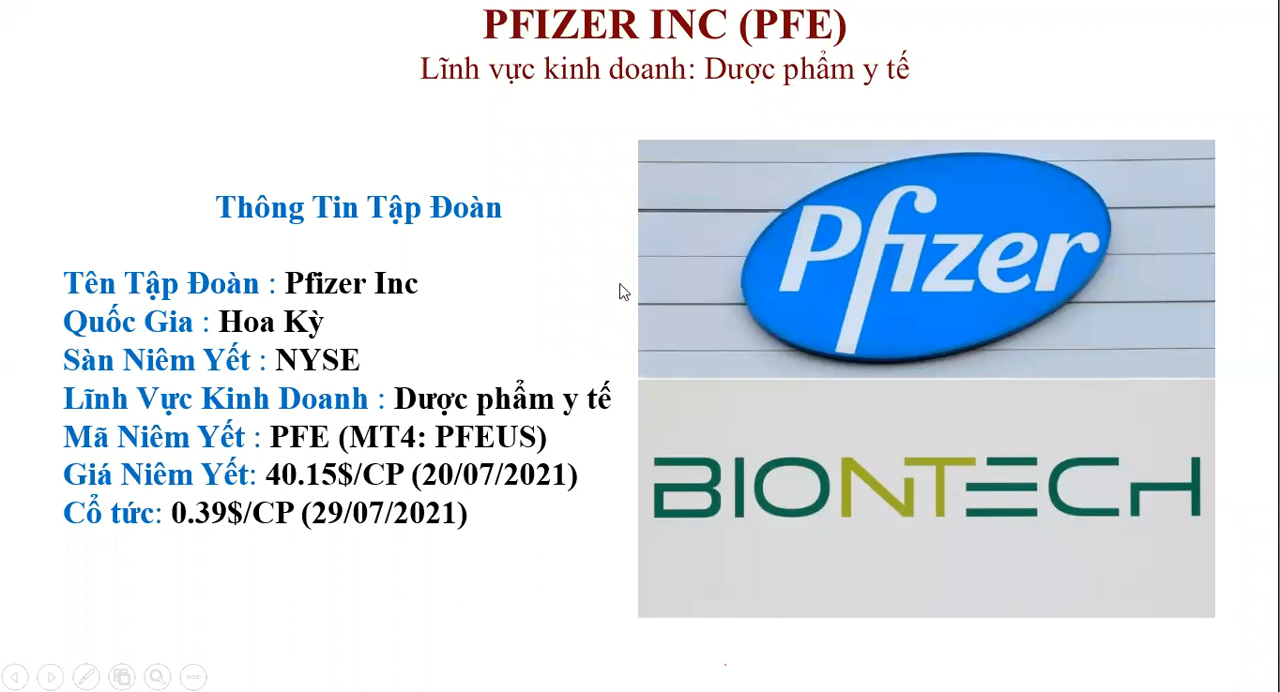 PFIZER INC (PFE)
Lĩnh vực kinh doanh: Dược phẩm y tế
Thông Tin Tập Đoàn
Tên Tập Đoàn : Pfizer Inc
Quốc Gia : Hoa Kỳ
Sàn Niêm Yết : NYSE
Lĩnh Vực Kinh Doanh : Dược phẩm y tế
Mã Niêm Yết : PFE (MT4: PFEUS)
Giá Niêm Yết: 40.15$/CP (20/07/2021)
Cổ tức: 0.39$/CP (29/07/2021)
Pfizer
BIONTECH